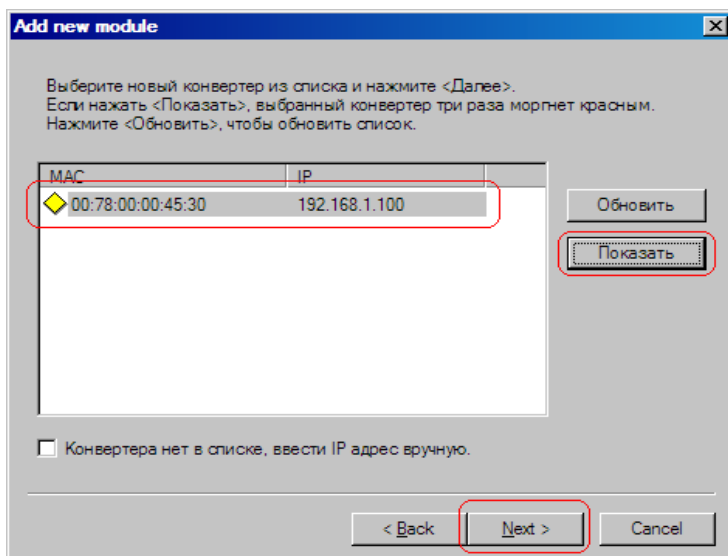 Add new module
Выберите новый конвертер из списка и нажмите <Далее>.
Если нажать <Показать>, выбранный конвертер три раза моргнет красным.
Нажмите <Обновить>, чтобы обновить список.
MAC IP
00:78:00:00:45:30 192.168.1.100
Обновить
Показать
Конвертера нет в списке, ввести IP адрес вручную.
< Back Next > Cancel